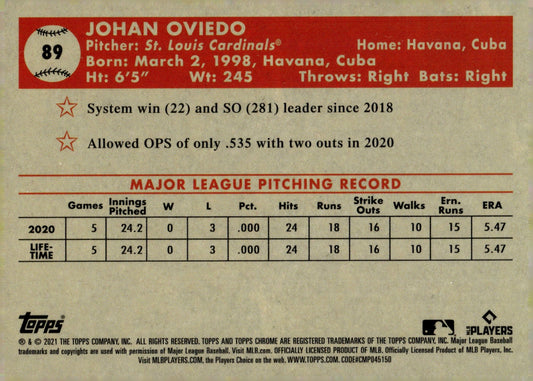 89
JOHAN OVIEDO
Pitcher: St. Louis Cardinals® Home: Havana, Cuba
Born: March 2, 1998, Havana, Cuba
Ht: 6'5" Wt: 245 Throws: Right Bats: Right
System win (22) and SO (281) leader since 2018
Allowed OPS of only .535 with two outs in 2020
MAJOR LEAGUE PITCHING RECORD
Games Innings Pitched W L Pct. Hits Runs Strike Outs Walks Ern. Runs ERA
2020 5 24.2 0 3 .000 24 18 16 10 15 5.47
LIFE-TIME 5 24.2 0 3 .000 24 18 16 10 15 5.47
Topps
MLB PLAYERS
® & © 2021 THE TOPPS COMPANY, INC. ALL RIGHTS RESERVED. TOPPS AND TOPPS CHROME ARE REGISTERED TRADEMARKS OF THE TOPPS COMPANY, INC. Major League Baseball
trademarks and copyrights are used with permission of Major League Baseball. Visit MLB.com. OFFICIALLY LICENSED PRODUCT OF MLB. Officially Licensed Product of MLB Players, Inc.
Visit MLBPLAYERS.com, the Players Choice on the web. WWW.TOPPS.COM. CODE#CMP045150